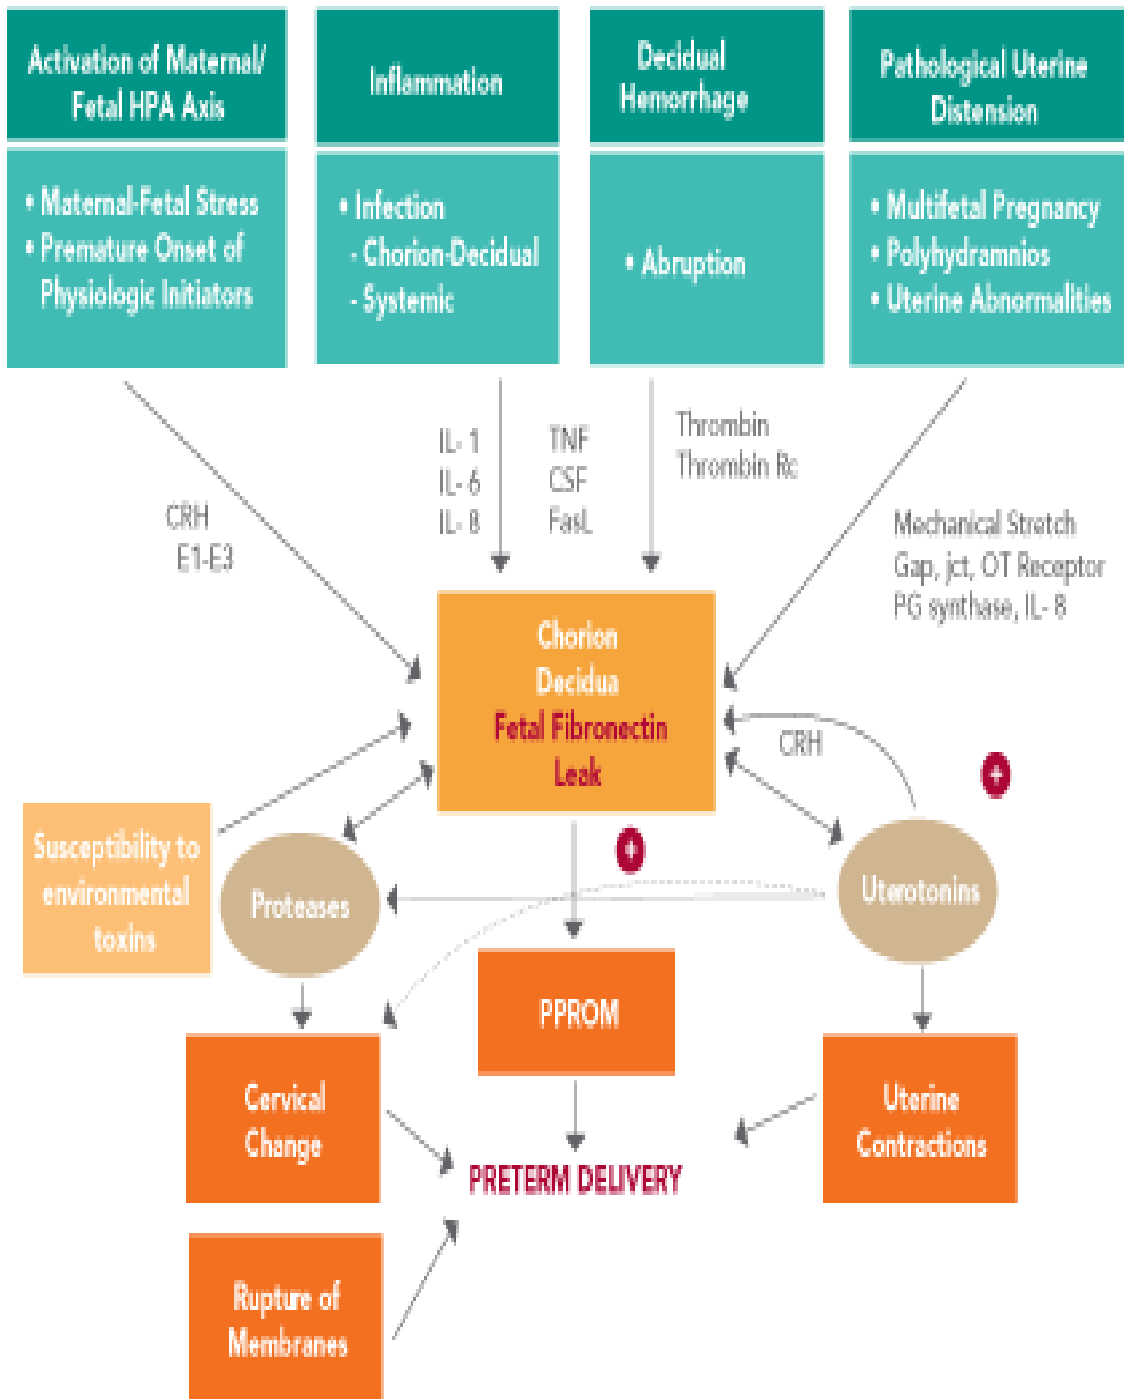 Activation of Maternal/
Fetal HPA Axis
Inflammation
Decidual
Hemorrhage
Pathological Uterine
Distension
• Maternal-Fetal Stress
• Premature Onset of
Physiologic Initiators
• Infection
- Chorion-Decidual
- Systemic
• Abruption
• Multifetal Pregnancy
• Polyhydramnios
• Uterine Abnormalities
CRH
E1-E3
IL- 1
IL- 6
IL- 8
TNF
CSF
FasL
Thrombin
Thrombin Rc
Mechanical Stretch
Gap, jct, OT Receptor
PG synthase, IL- 8
Chorion
Decidua
Fetal Fibronectin
Leak
CRH
+
+
Susceptibility to
environmental
toxins
Proteases
Uterotonins
PPROM
Cervical
Change
Uterine
Contractions
PRETERM DELIVERY
Rupture of
Membranes